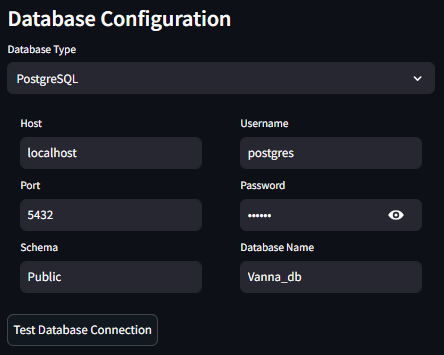 Database Configuration
Database Type
PostgreSQL
Host
Username
localhost
postgres
Port
Password
5432
••••••
Schema
Database Name
Public
Vanna_db
Test Database Connection